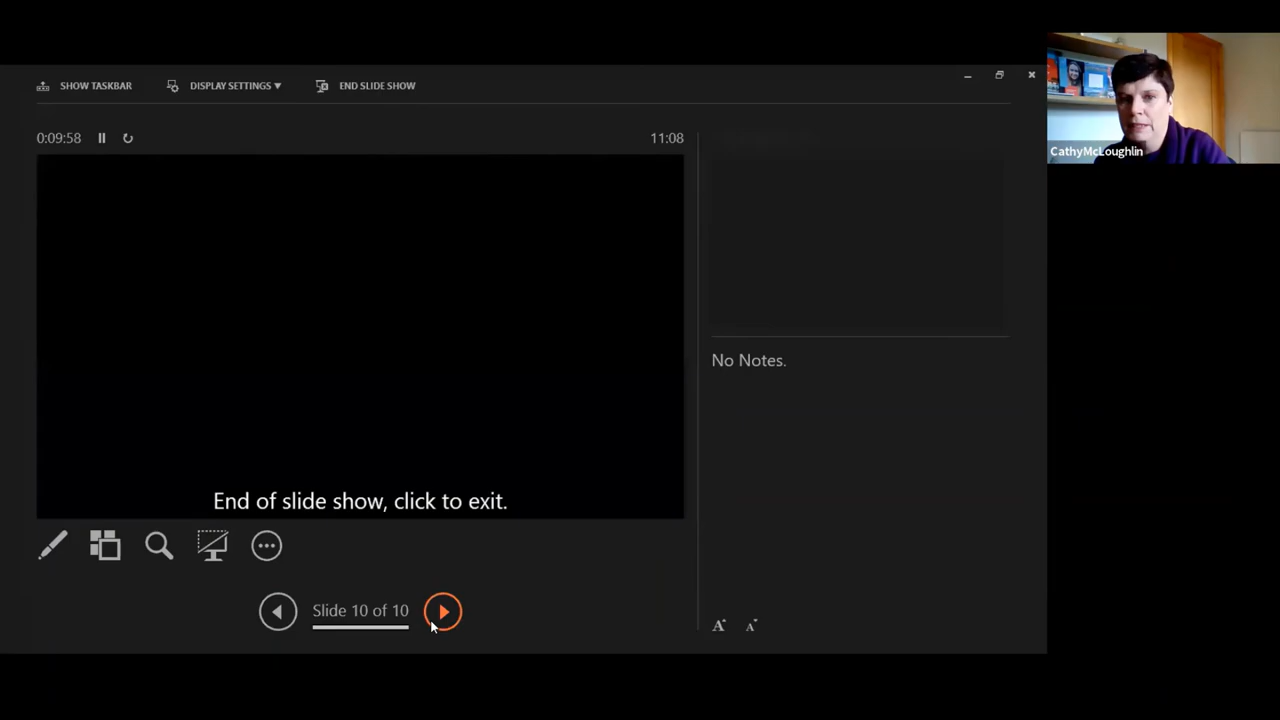 SHOW TASKBAR
DISPLAY SETTINGS ▼
END SLIDE SHOW
0:09:58
11:08
End of slide show, click to exit.
No Notes.
Slide 10 of 10
A A
CathyMcLoughlin